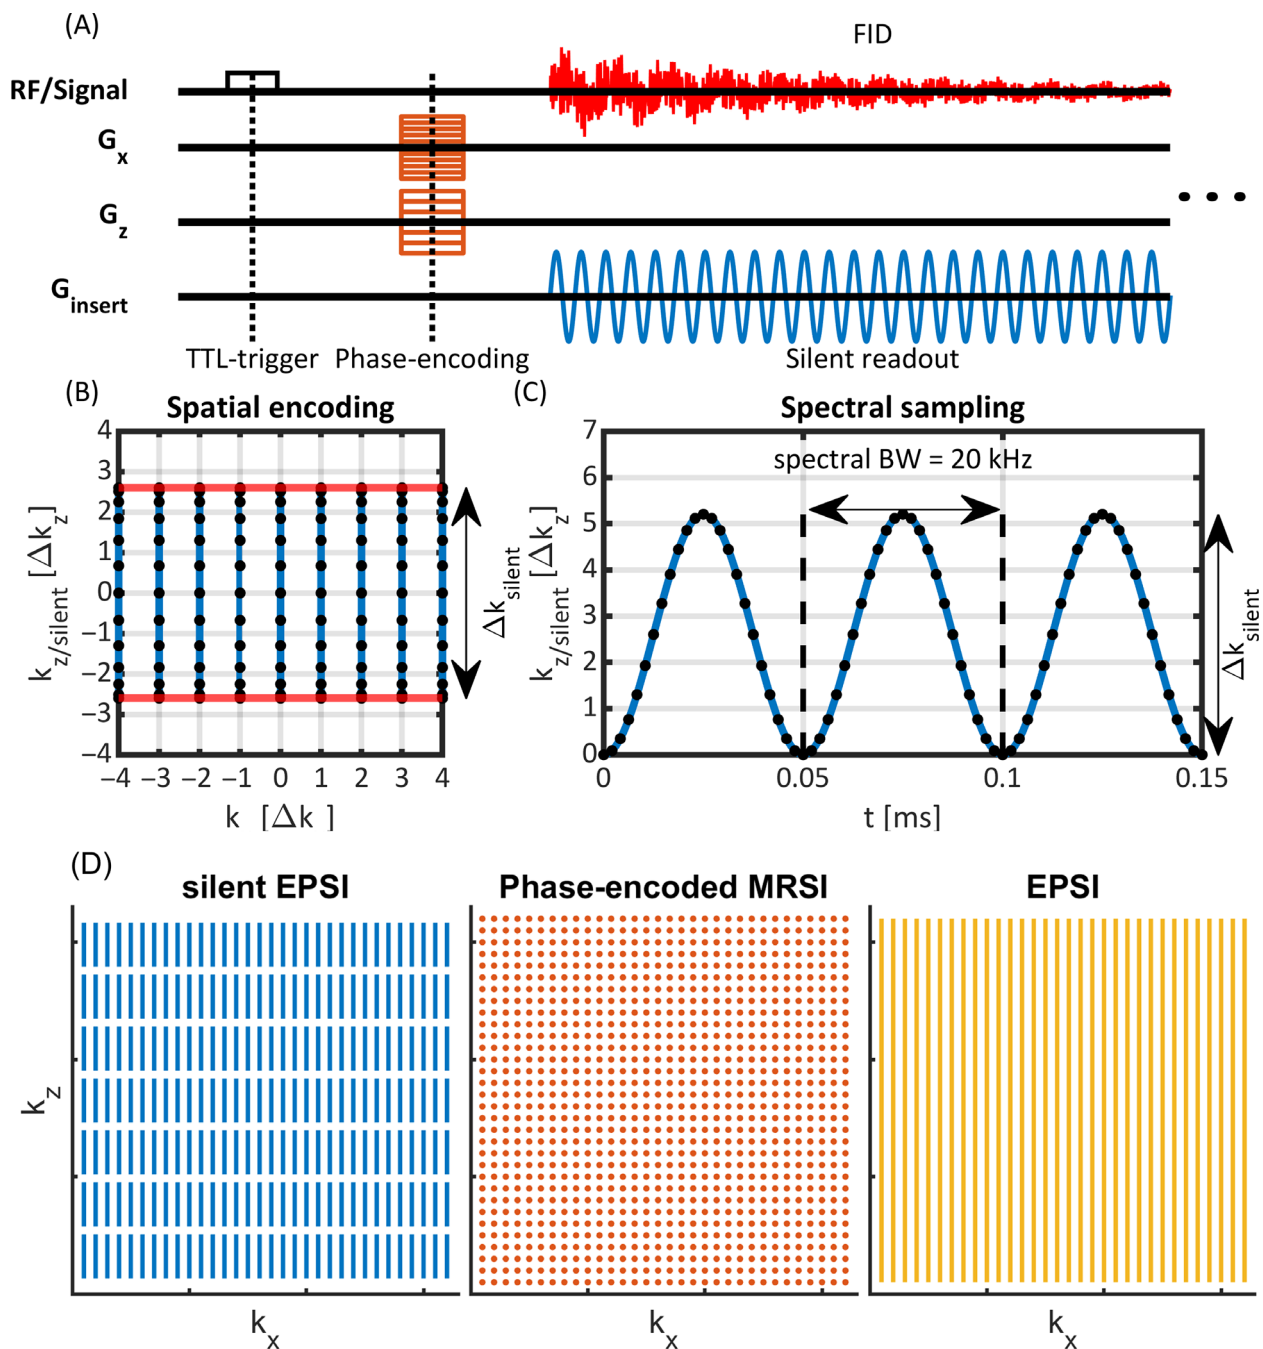 (A)
FID
RF/Signal
Gx
Gz
• • •
Ginsert
TTL-trigger Phase-encoding Silent readout
(B) (C)
Spatial encoding
4
3
2
1
0
−1
−2
−3
−4
kz/silent [Δkz]
−4 −3 −2 −1 0 1 2 3 4
k [Δk ]
Δksilent
Spectral sampling
7
6
5
4
3
2
1
0
kz/silent [Δkz]
spectral BW = 20 kHz
0 0.05 0.1 0.15
t [ms]
Δksilent
(D)
silent EPSI Phase-encoded MRSI EPSI
kz
kx kx kx